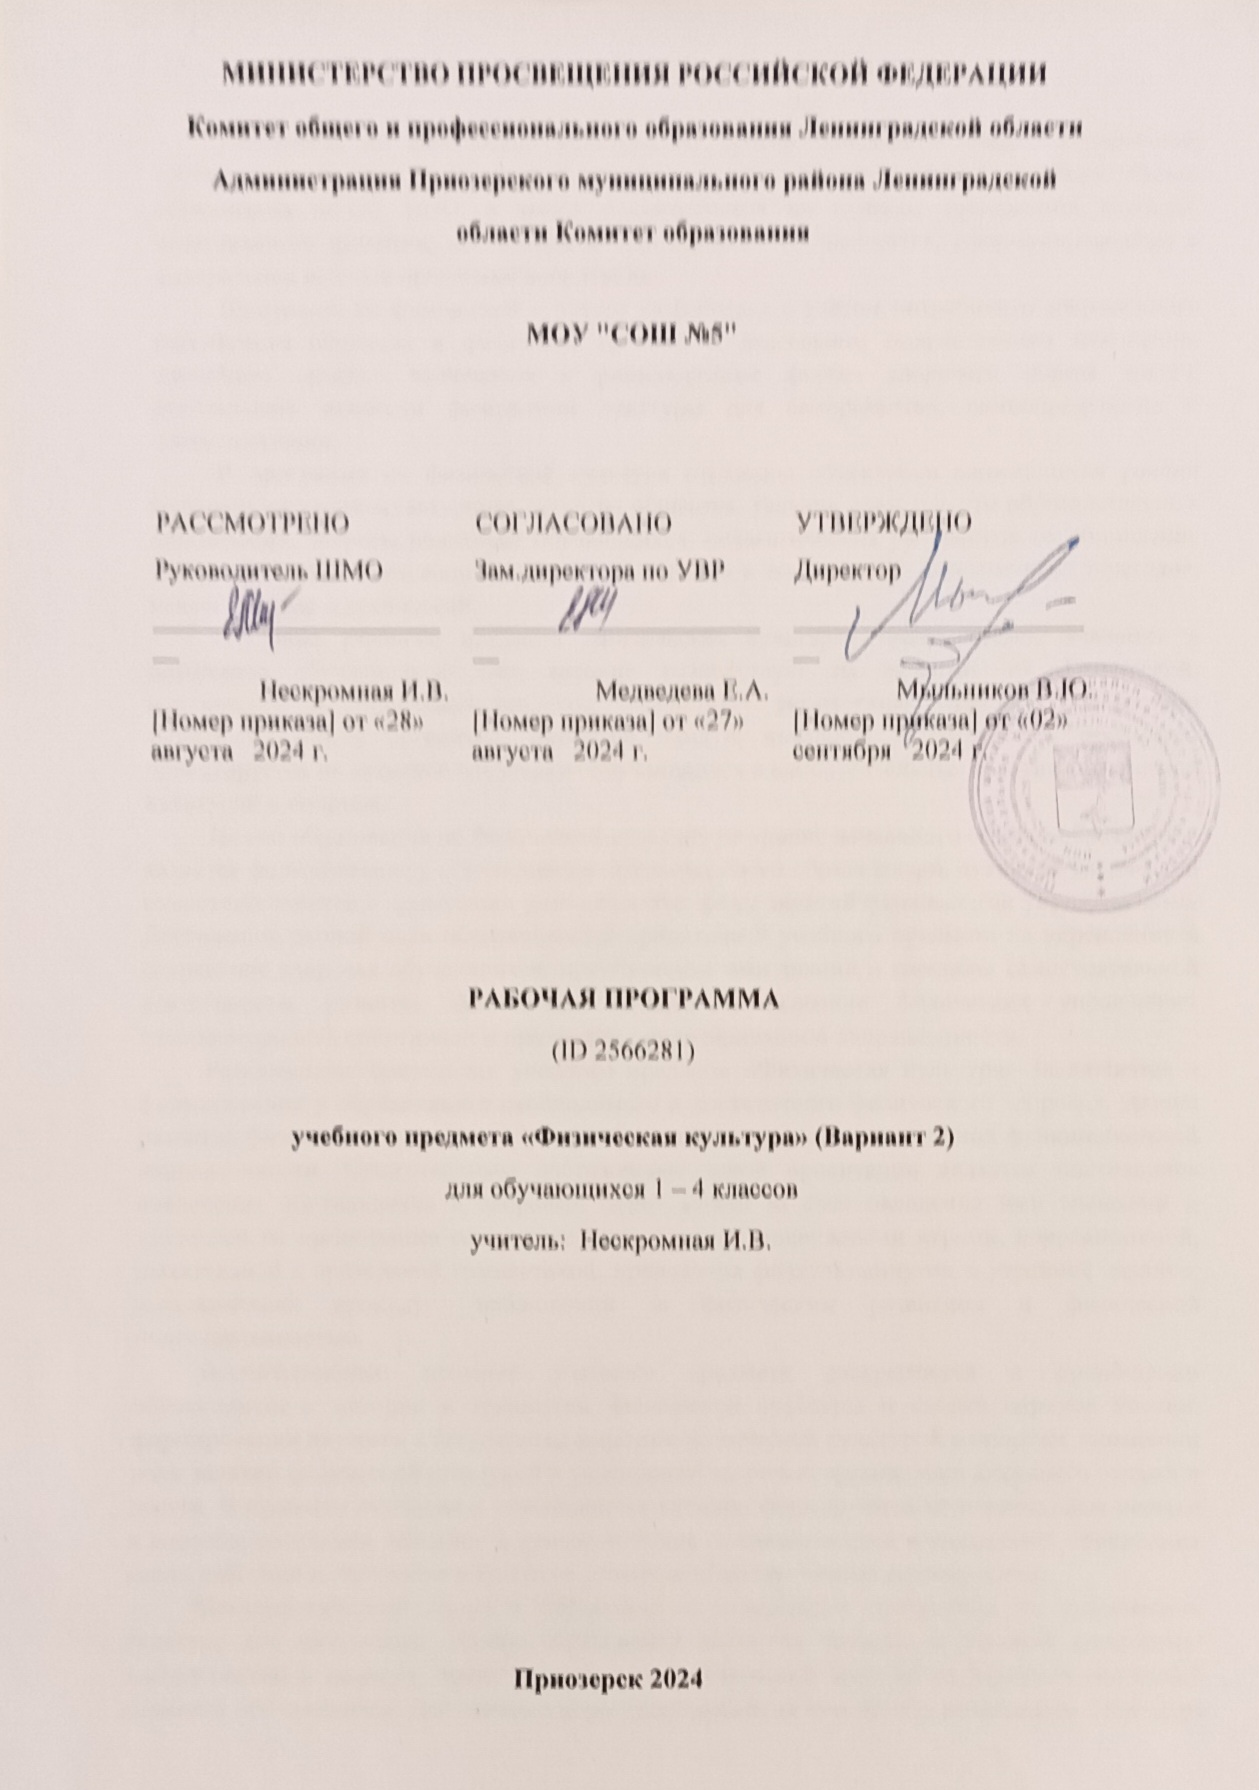 МИНИСТЕРСТВО ПРОСВЕЩЕНИЯ РОССИЙСКОЙ ФЕДЕРАЦИИ
Комитет общего и профессионального образования Ленинградской области
Администрация Приозерского муниципального района Ленинградской
области Комитет образования
МОУ "СОШ №5"
РАССМОТРЕНО
Руководитель ШМО
Нескромная И.В.
[Номер приказа] от «28»
августа 2024 г.
СОГЛАСОВАНО
Зам.директора по УВР
Медведева Е.А.
[Номер приказа] от «27»
августа 2024 г.
УТВЕРЖДЕНО
Директор
Мыльников В.Ю.
[Номер приказа] от «02»
сентября 2024 г.
РАБОЧАЯ ПРОГРАММА
(ID 2566281)
учебного предмета «Физическая культура» (Вариант 2)
для обучающихся 1 – 4 классов
учитель: Нескромная И.В.
Приозерск 2024